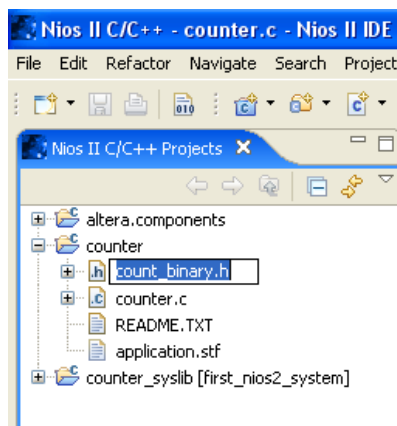 Nios II C/C++ - counter.c - Nios II IDE
File Edit Refactor Navigate Search Project
010
Nios II C/C++ Projects
altera.components
counter
.h count_binary.h
.c counter.c
README.TXT
application.stf
counter_syslib [first_nios2_system]